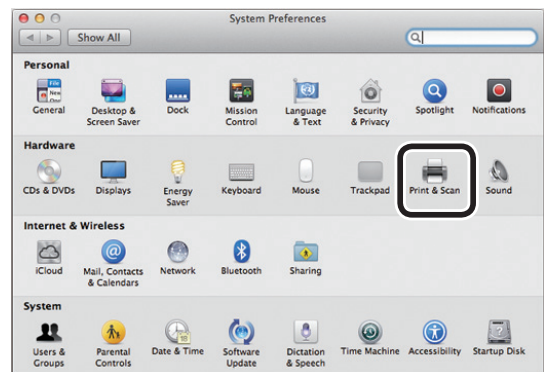 System Preferences
Show All
Personal
General
Desktop & Screen Saver
Dock
Mission Control
Language & Text
Security & Privacy
Spotlight
Notifications
Hardware
CDs & DVDs
Displays
Energy Saver
Keyboard
Mouse
Trackpad
Print & Scan
Sound
Internet & Wireless
iCloud
Mail, Contacts & Calendars
Network
Bluetooth
Sharing
System
Users & Groups
Parental Controls
Date & Time
Software Update
Dictation & Speech
Time Machine
Accessibility
Startup Disk